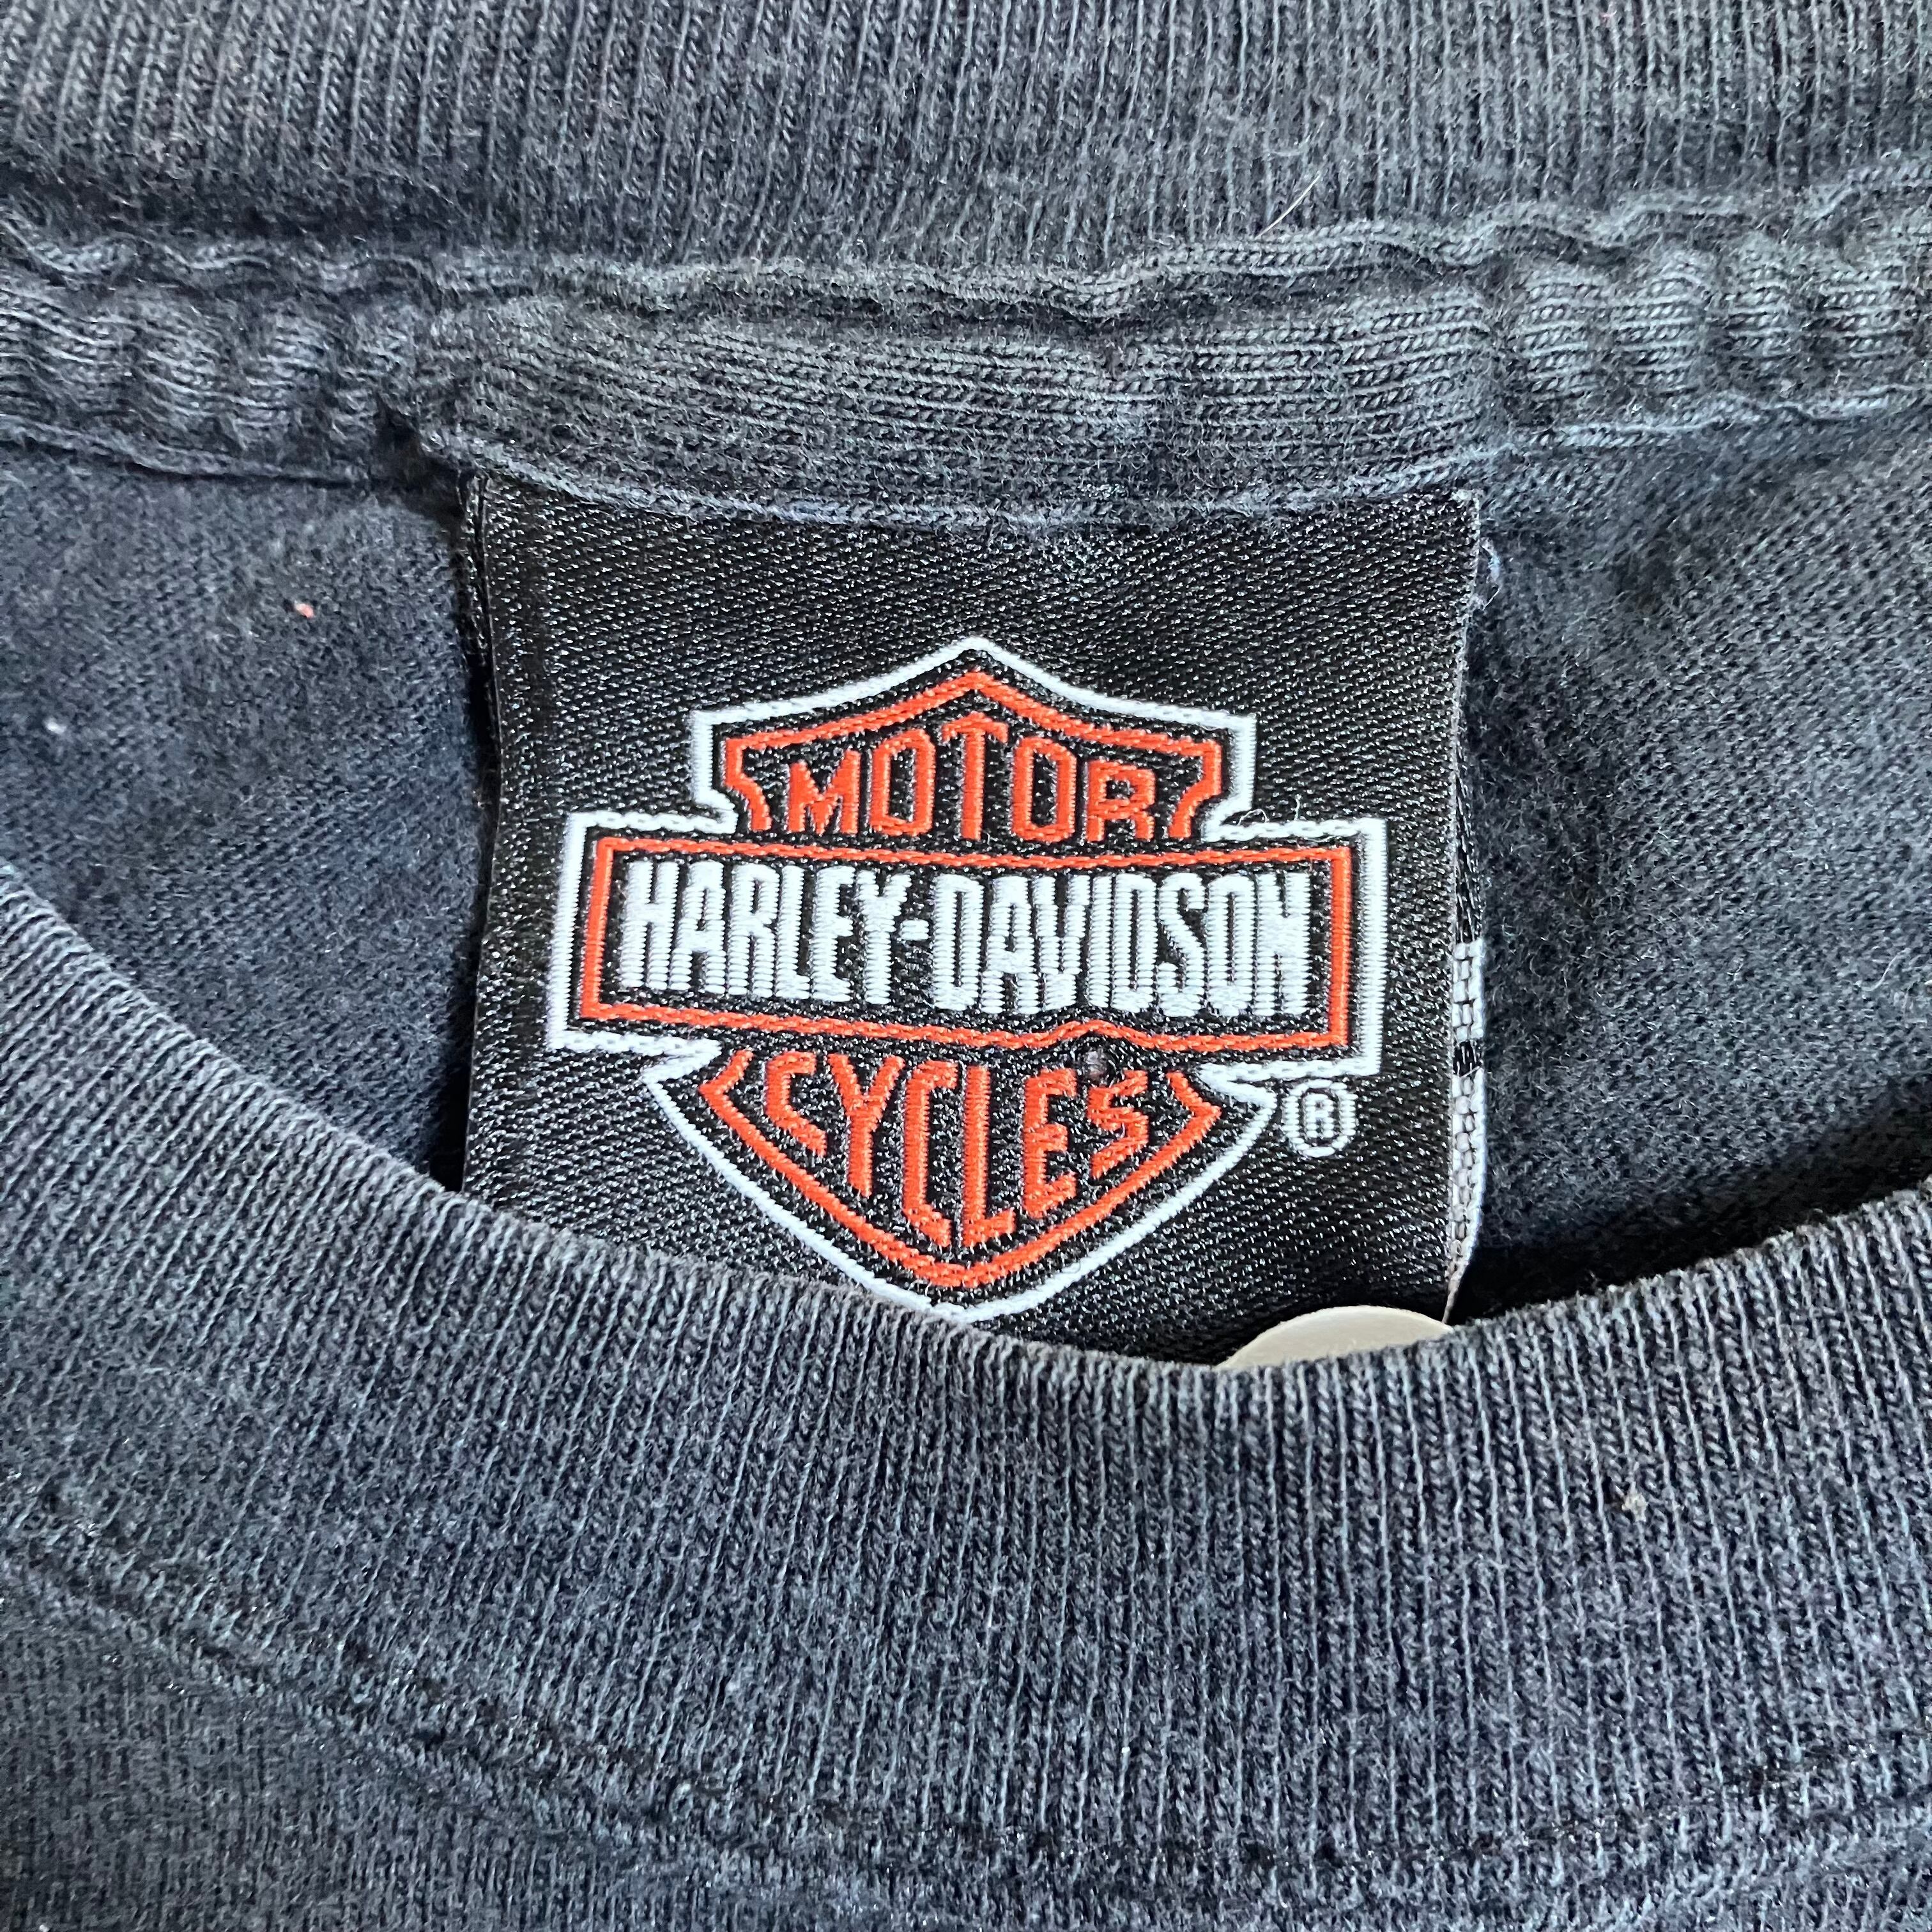 MOTOR
HARLEY-DAVIDSON
CYCLES
®